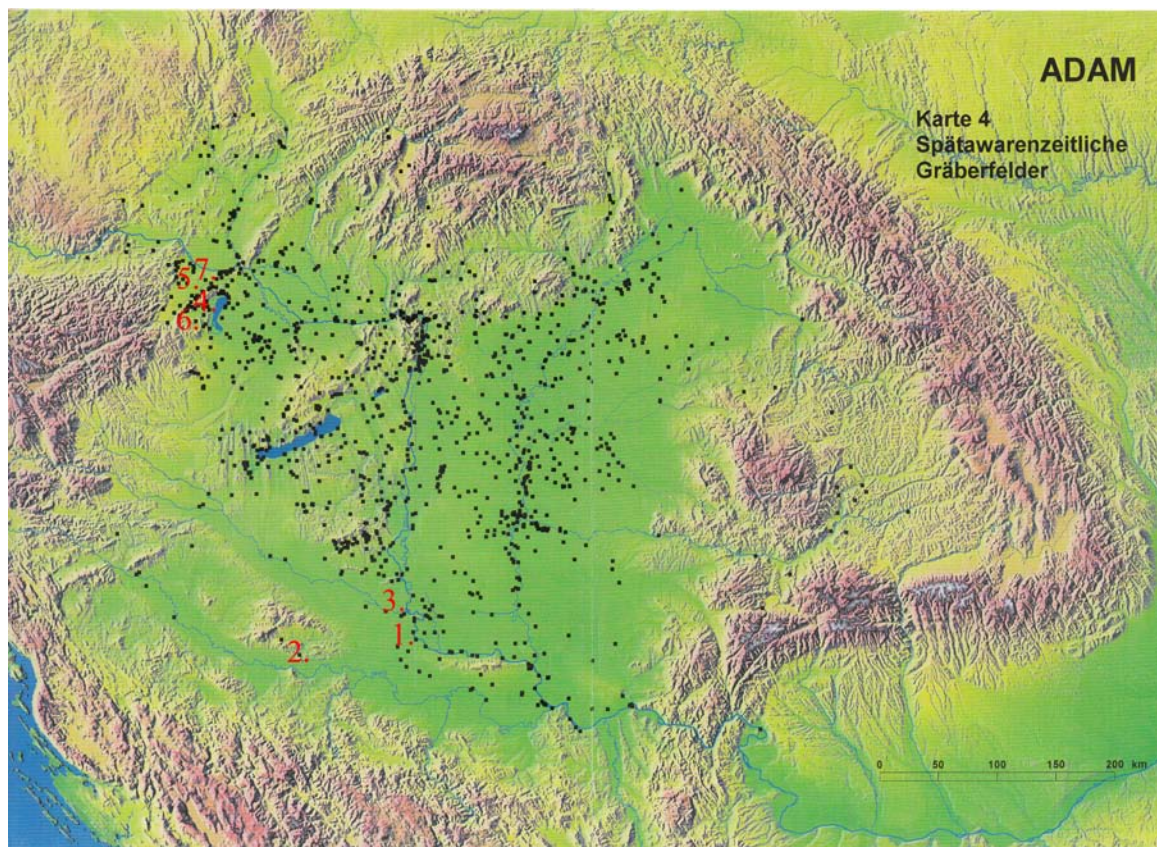 ADAM
Karte 4
Spätawarenzeitliche
Gräberfelder
7.
5.
4.
6.
3.
1.
2.
0 50 100 150 200 km